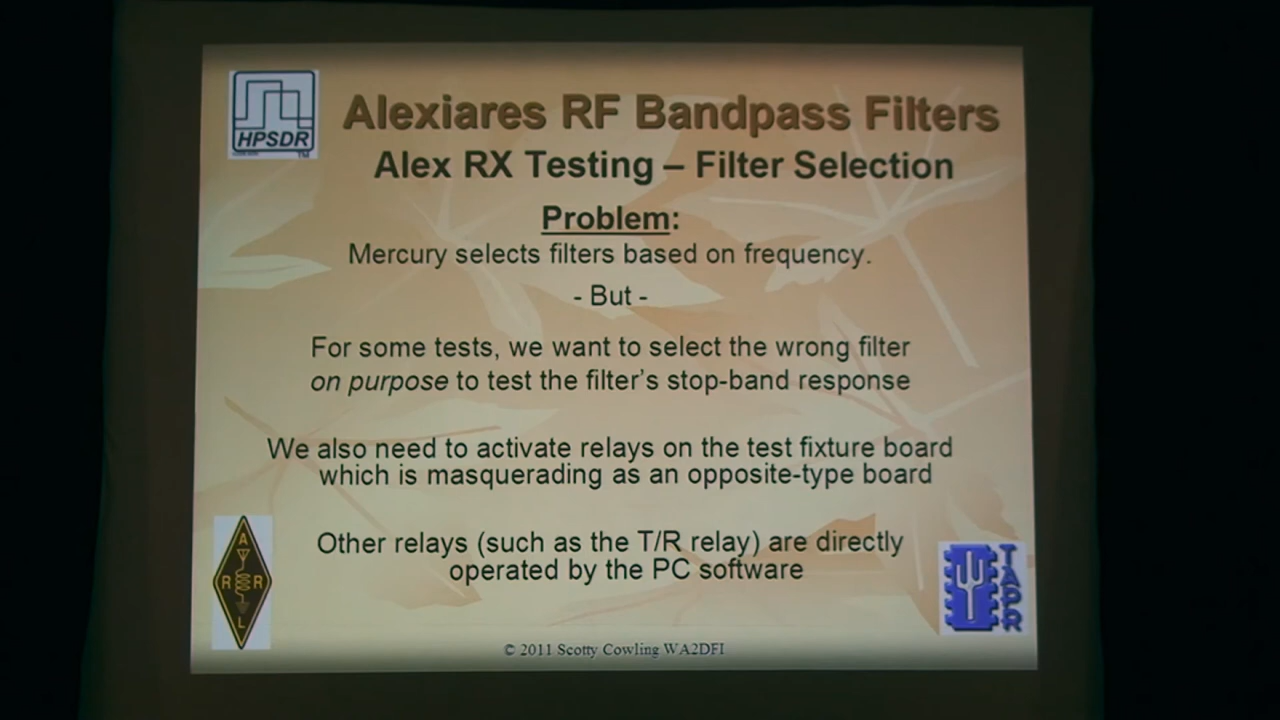 HPSDR
TM
Alexiares RF Bandpass Filters
Alex RX Testing – Filter Selection
Problem:
Mercury selects filters based on frequency.
- But -
For some tests, we want to select the wrong filter
on purpose to test the filter's stop-band response
We also need to activate relays on the test fixture board
which is masquerading as an opposite-type board
Other relays (such as the T/R relay) are directly
operated by the PC software
A
R R
L
TAPR
© 2011 Scotty Cowling WA2DFI